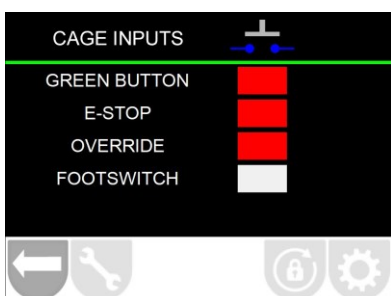 CAGE INPUTS
GREEN BUTTON
E-STOP
OVERRIDE
FOOTSWITCH